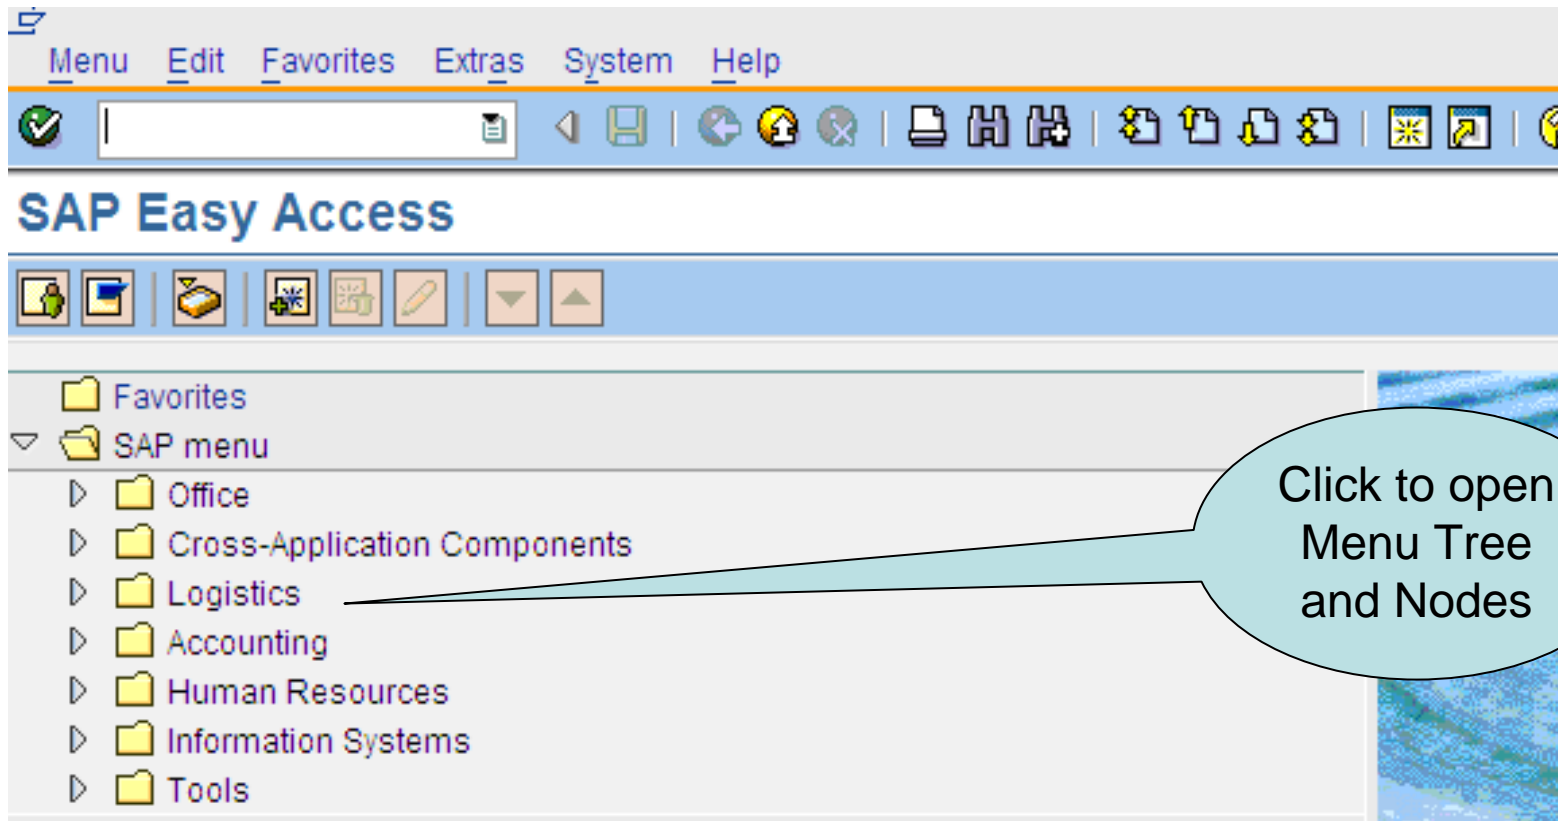 Menu Edit Favorites Extras System Help
SAP Easy Access
Favorites
SAP menu
Office
Cross-Application Components
Logistics
Accounting
Human Resources
Information Systems
Tools
Click to open
Menu Tree
and Nodes